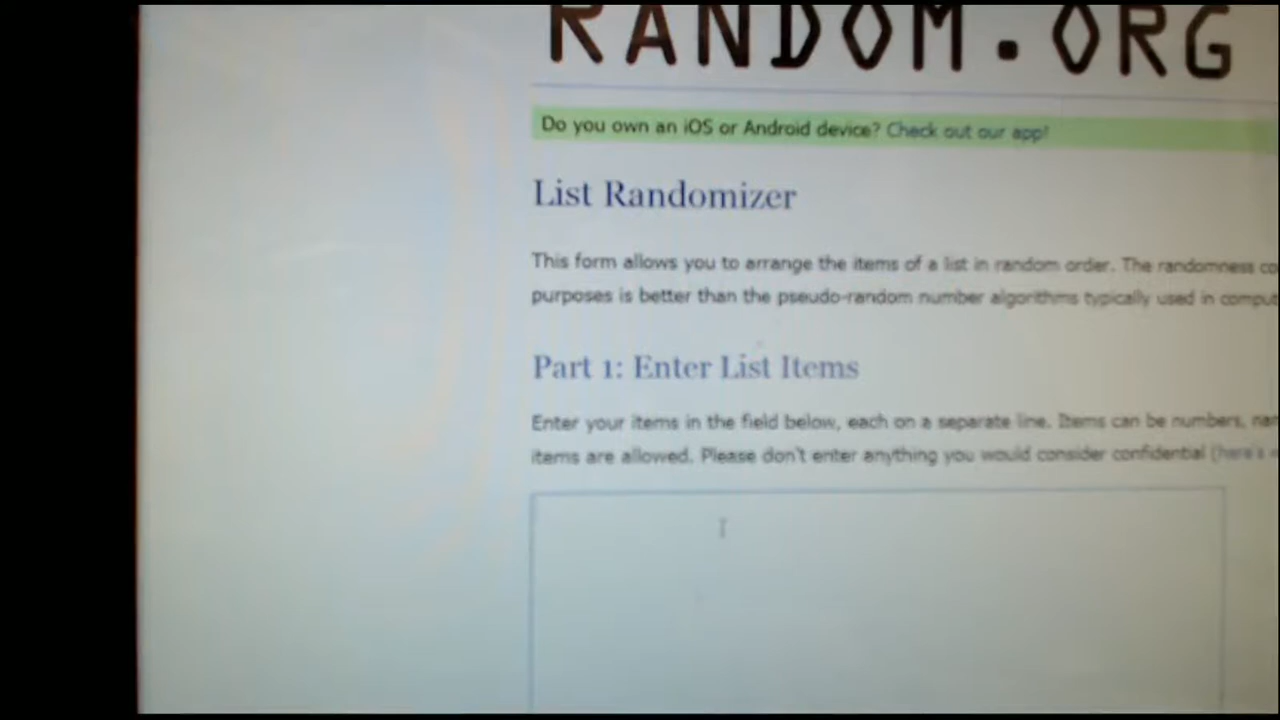 RANDOM.ORG
Do you own an iOS or Android device? Check out our app!
List Randomizer
This form allows you to arrange the items of a list in random order. The randomness
purposes is better than the pseudo-random number algorithms typically used in
Part 1: Enter List Items
Enter your items in the field below, each on a separate line. Items can be numbers,
items are allowed. Please don't enter anything you would consider confidential (here's